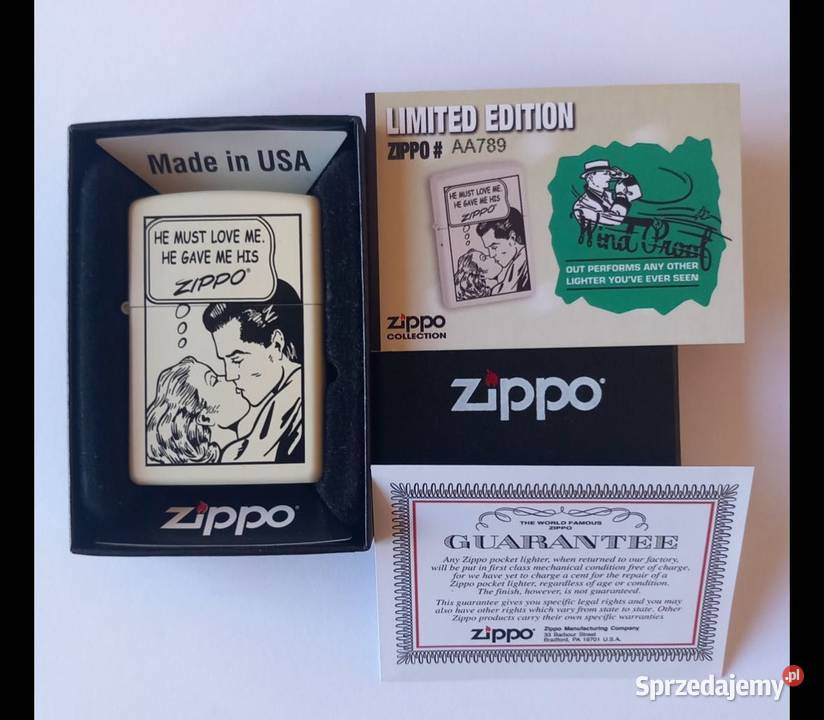 Made in USA
HE MUST LOVE ME.
HE GAVE ME HIS
ZIPPO®
zippo
LIMITED EDITION
ZIPPO # AA789
HE MUST LOVE ME.
HE GAVE ME HIS
ZIPPO
Wind Proof
OUT PERFORMS ANY OTHER
LIGHTER YOU'VE EVER SEEN
zippo
COLLECTION
zippo
THE WORLD FAMOUS
ZIPPO
GUARANTEE
Any Zippo pocket lighter, when returned to our factory,
will be put in first class mechanical condition free of charge,
for we have yet to charge a cent for the repair of a
Zippo pocket lighter, regardless of age or condition.
The finish, however, is not guaranteed.
This guarantee gives you specific legal rights and you may
also have other rights which vary from state to state. Other
Zippo products carry their own specific warranties
zippo
Zippo Manufacturing Company
33 Barbour Street
Bradford, PA 16701 U.S.A.
Sprzedajemy.pl